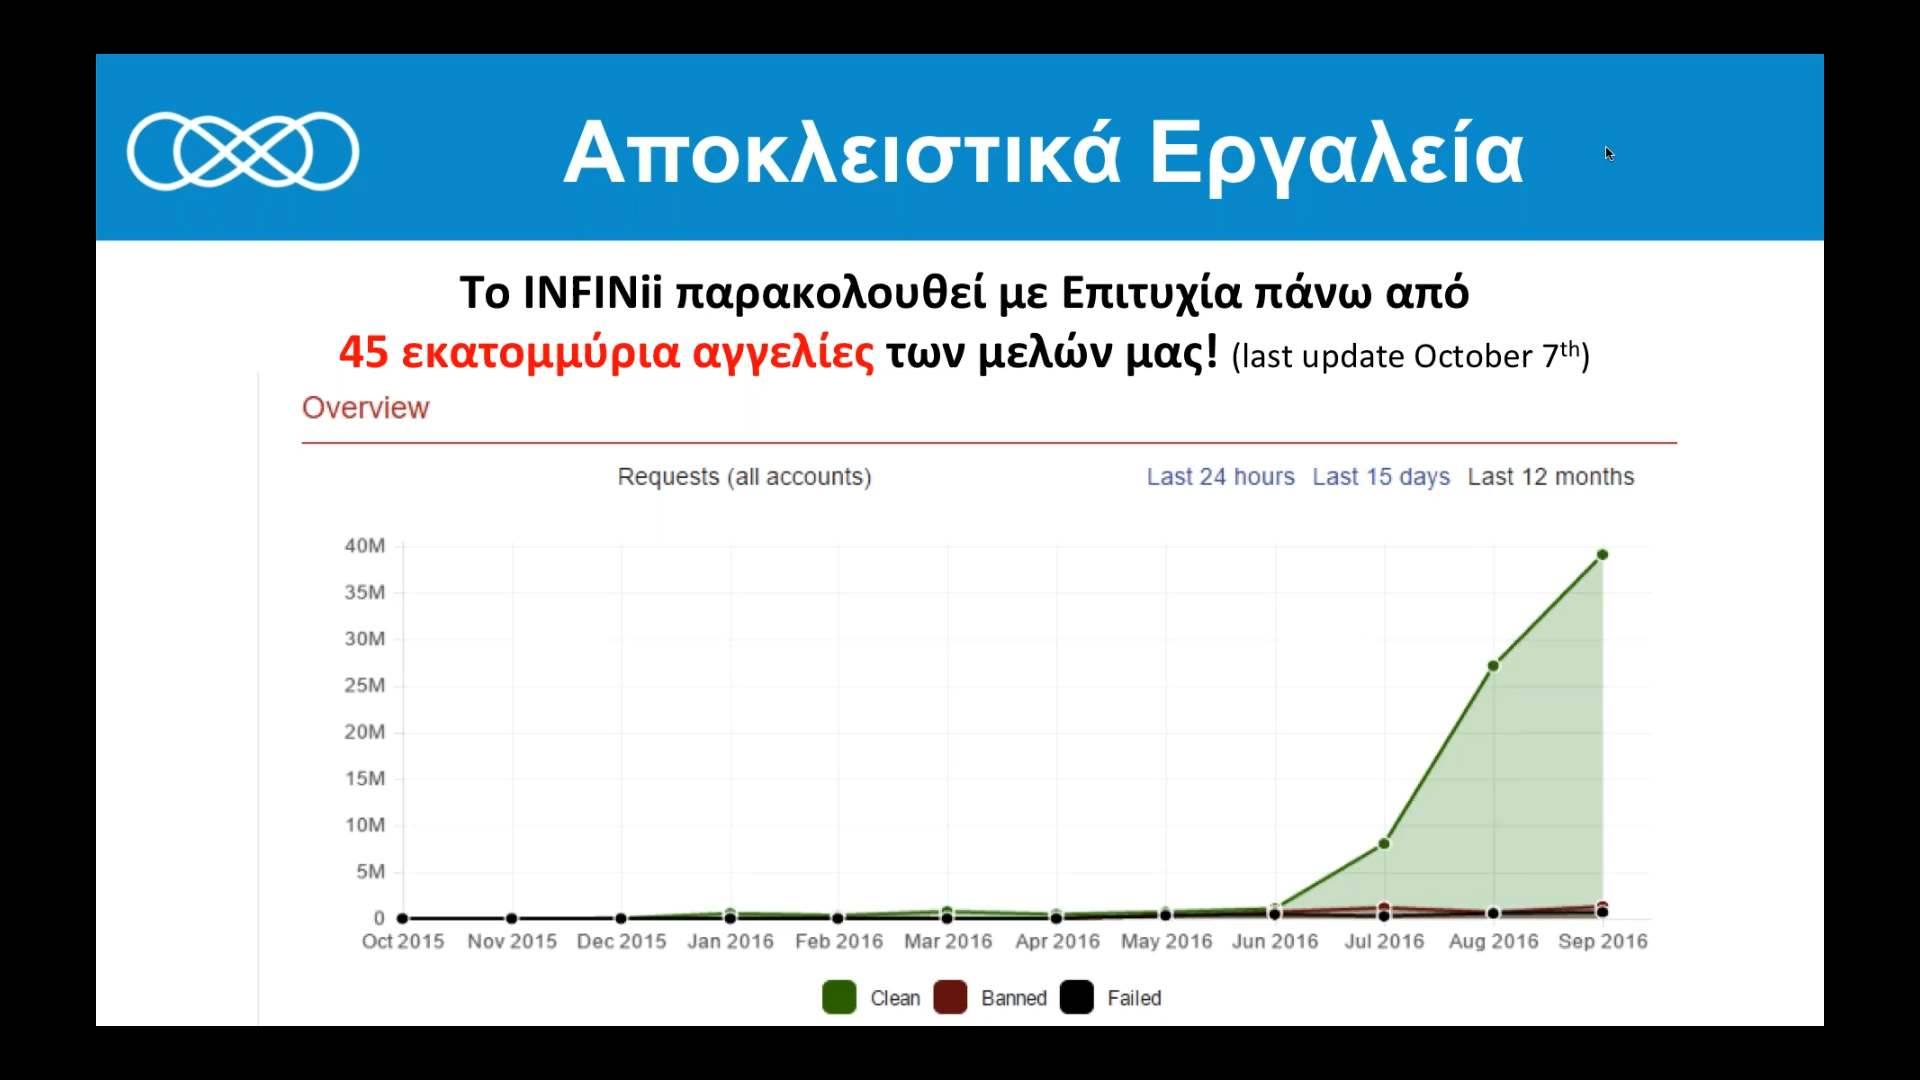 Αποκλειστικά Εργαλεία
Το INFINii παρακολουθεί με Επιτυχία πάνω από
45 εκατομμύρια αγγελίες των μελών μας! (last update October 7th)
Overview
Requests (all accounts)
Last 24 hours Last 15 days Last 12 months
40M
35M
30M
25M
20M
15M
10M
5M
0
Oct 2015 Nov 2015 Dec 2015 Jan 2016 Feb 2016 Mar 2016 Apr 2016 May 2016 Jun 2016 Jul 2016 Aug 2016 Sep 2016
Clean Banned Failed